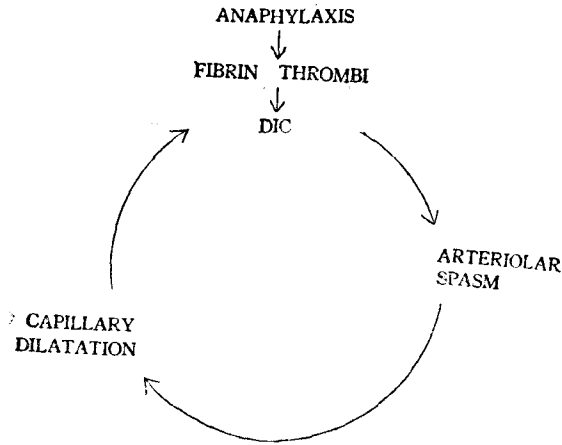 ANAPHYLAXIS
FIBRIN THROMBI
DIC
ARTERIOLAR
SPASM
CAPILLARY
DILATATION